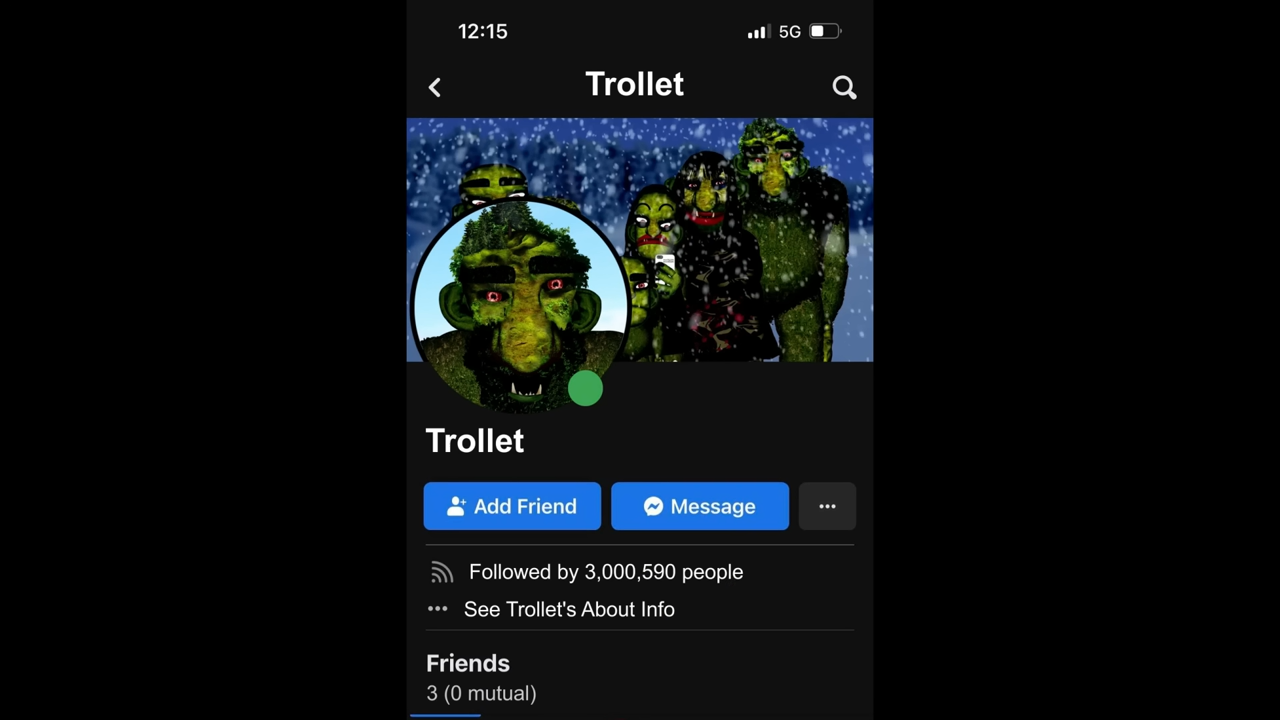 12:15
5G
Trollet
Trollet
Add Friend
Message
Followed by 3,000,590 people
See Trollet's About Info
Friends
3 (0 mutual)